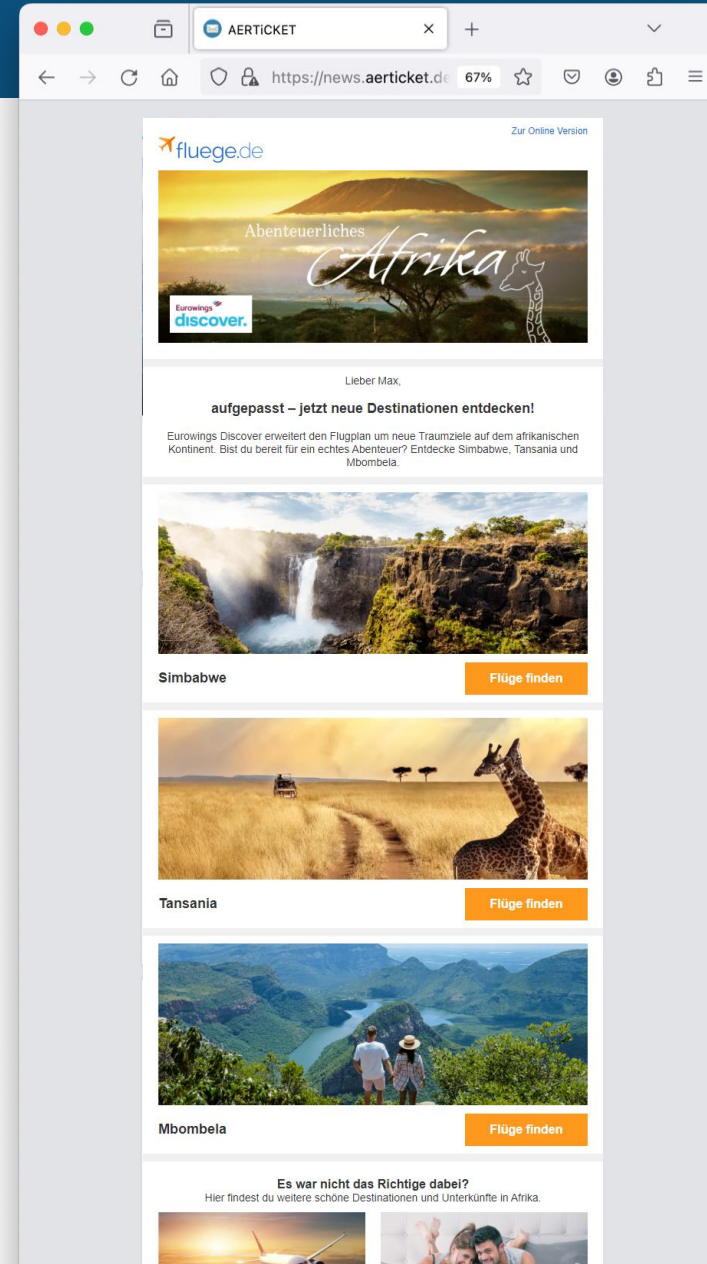 AERTiCKET
https://news.aerticket.de
67%
Zur Online Version
fluege.de
Abenteuerliches
Afrika
Eurowings
discover.
Lieber Max,
aufgepasst – jetzt neue Destinationen entdecken!
Eurowings Discover erweitert den Flugplan um neue Traumziele auf dem afrikanischen
Kontinent. Bist du bereit für ein echtes Abenteuer? Entdecke Simbabwe, Tansania und
Mbombela.
Simbabwe
Flüge finden
Tansania
Flüge finden
Mbombela
Flüge finden
Es war nicht das Richtige dabei?
Hier findest du weitere schöne Destinationen und Unterkünfte in Afrika.